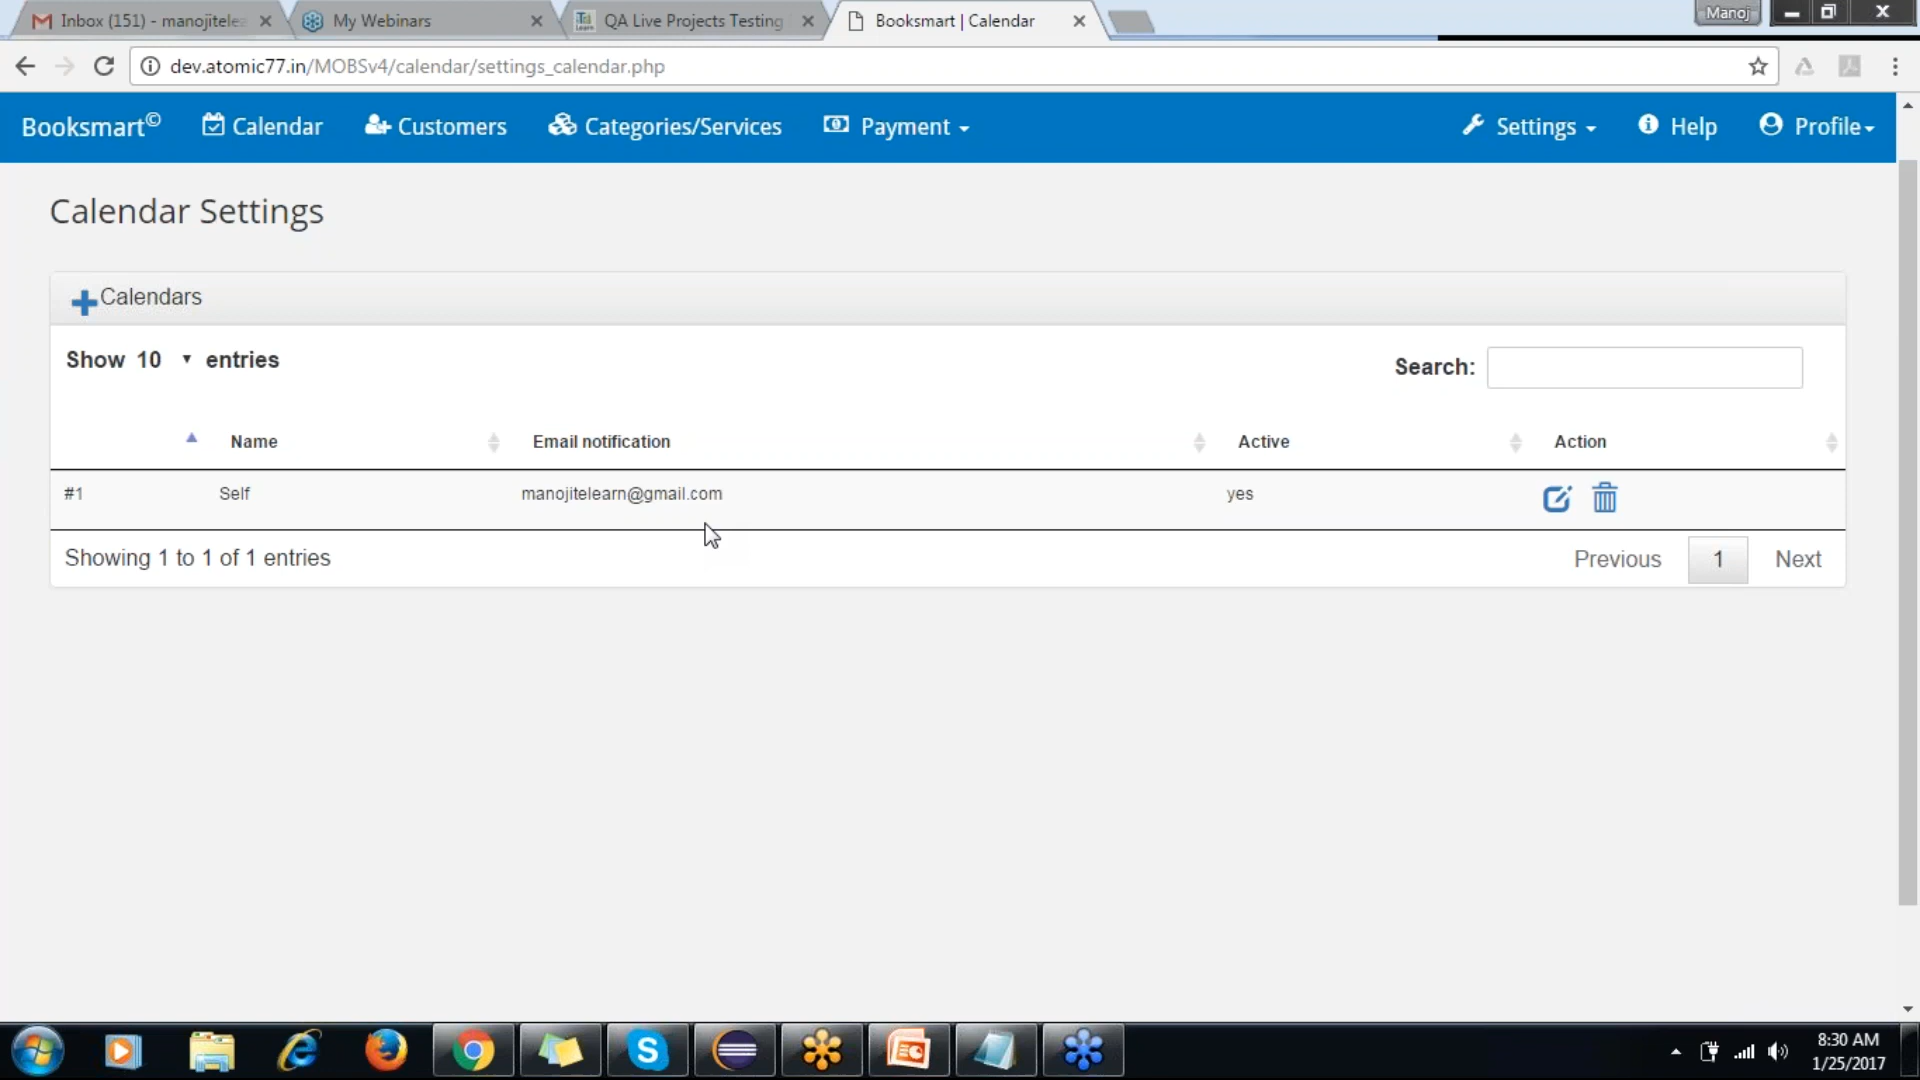 Inbox (151) - manojitele
My Webinars
QA Live Projects Testing
Booksmart | Calendar
Manoj
dev.atomic77.in/MOBSv4/calendar/settings_calendar.php
Booksmart© Calendar Customers Categories/Services Payment Settings Help Profile
Calendar Settings
Calendars
Show 10 entries
Search:
Name Email notification Active Action
#1 Self manojitelearn@gmail.com yes
Showing 1 to 1 of 1 entries
Previous 1 Next
8:30 AM
1/25/2017